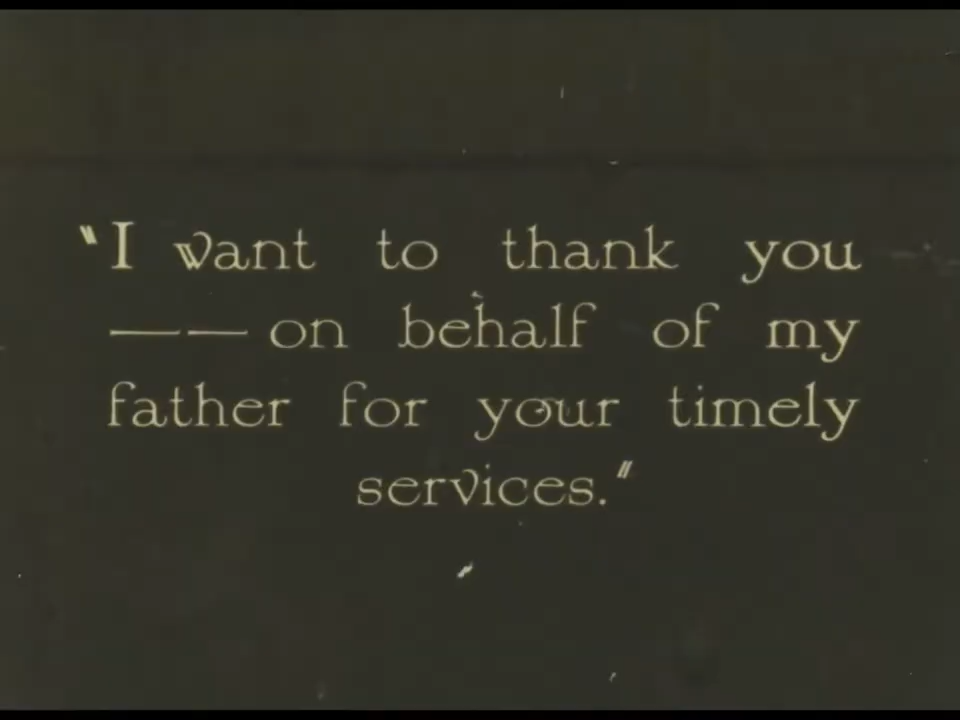 "I want to thank you
—— on behalf of my
father for your timely
services."